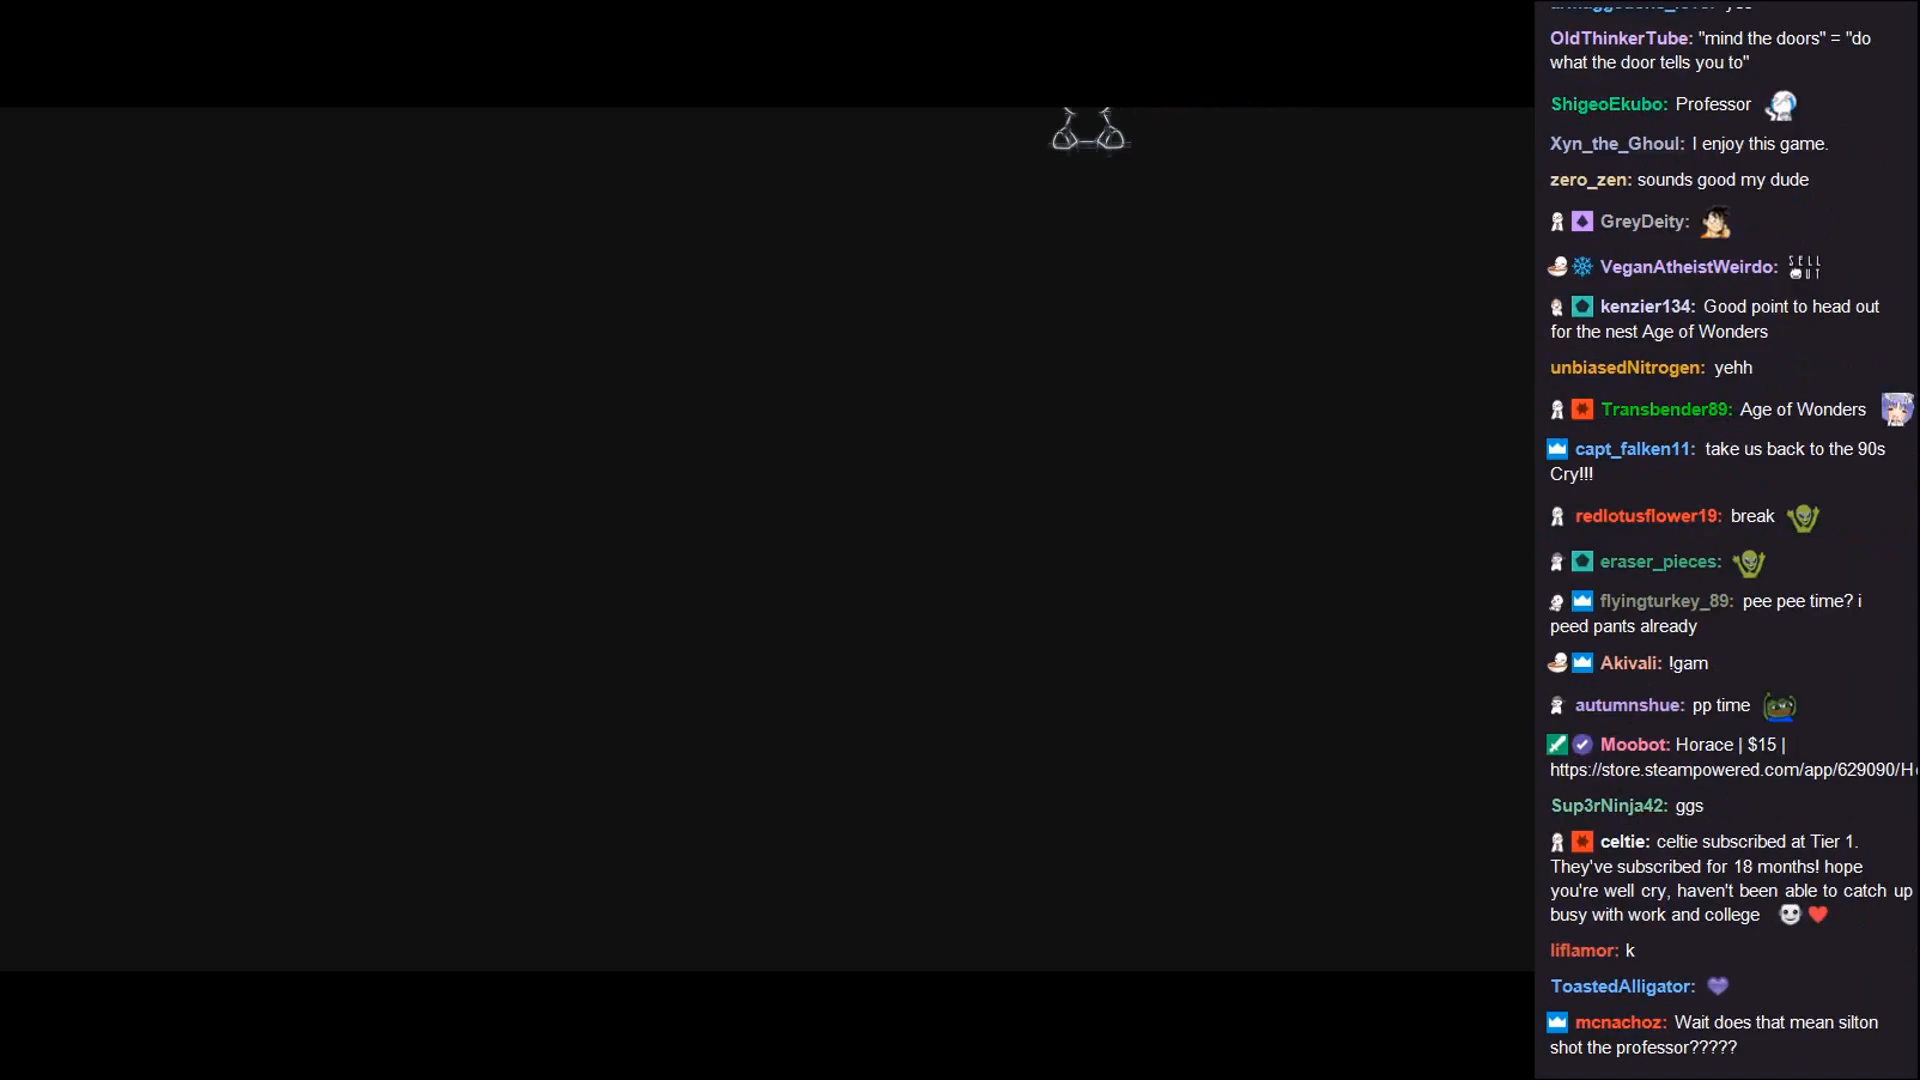 OldThinkerTube: "mind the doors" = "do
what the door tells you to"
ShigeoEkubo: Professor
Xyn_the_Ghoul: I enjoy this game.
zero_zen: sounds good my dude
GreyDeity:
VeganAtheistWeirdo: SELL
OUT
kenzier134: Good point to head out
for the nest Age of Wonders
unbiasedNitrogen: yehh
Transbender89: Age of Wonders
capt_falken11: take us back to the 90s
Cry!!!
redlotusflower19: break
eraser_pieces:
flyingturkey_89: pee pee time? i
peed pants already
Akivali: !gam
autumnshue: pp time
Moobot: Horace | $15 |
https://store.steampowered.com/app/629090/H
Sup3rNinja42: ggs
celtie: celtie subscribed at Tier 1.
They've subscribed for 18 months! hope
you're well cry, haven't been able to catch up
busy with work and college
liflamor: k
ToastedAlligator:
mcnachoz: Wait does that mean silton
shot the professor?????